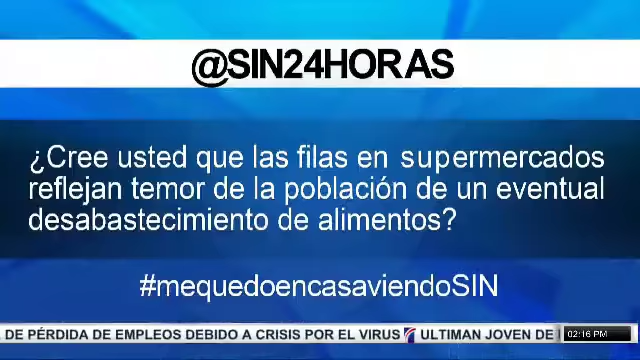 @SIN24HORAS
¿Cree usted que las filas en supermercados
reflejan temor de la población de un eventual
desabastecimiento de alimentos?
#mequedoencasaviendoSIN
DE PÉRDIDA DE EMPLEOS DEBIDO A CRISIS POR EL VIRUS ULTIMAN JOVEN DE 02:16 PM